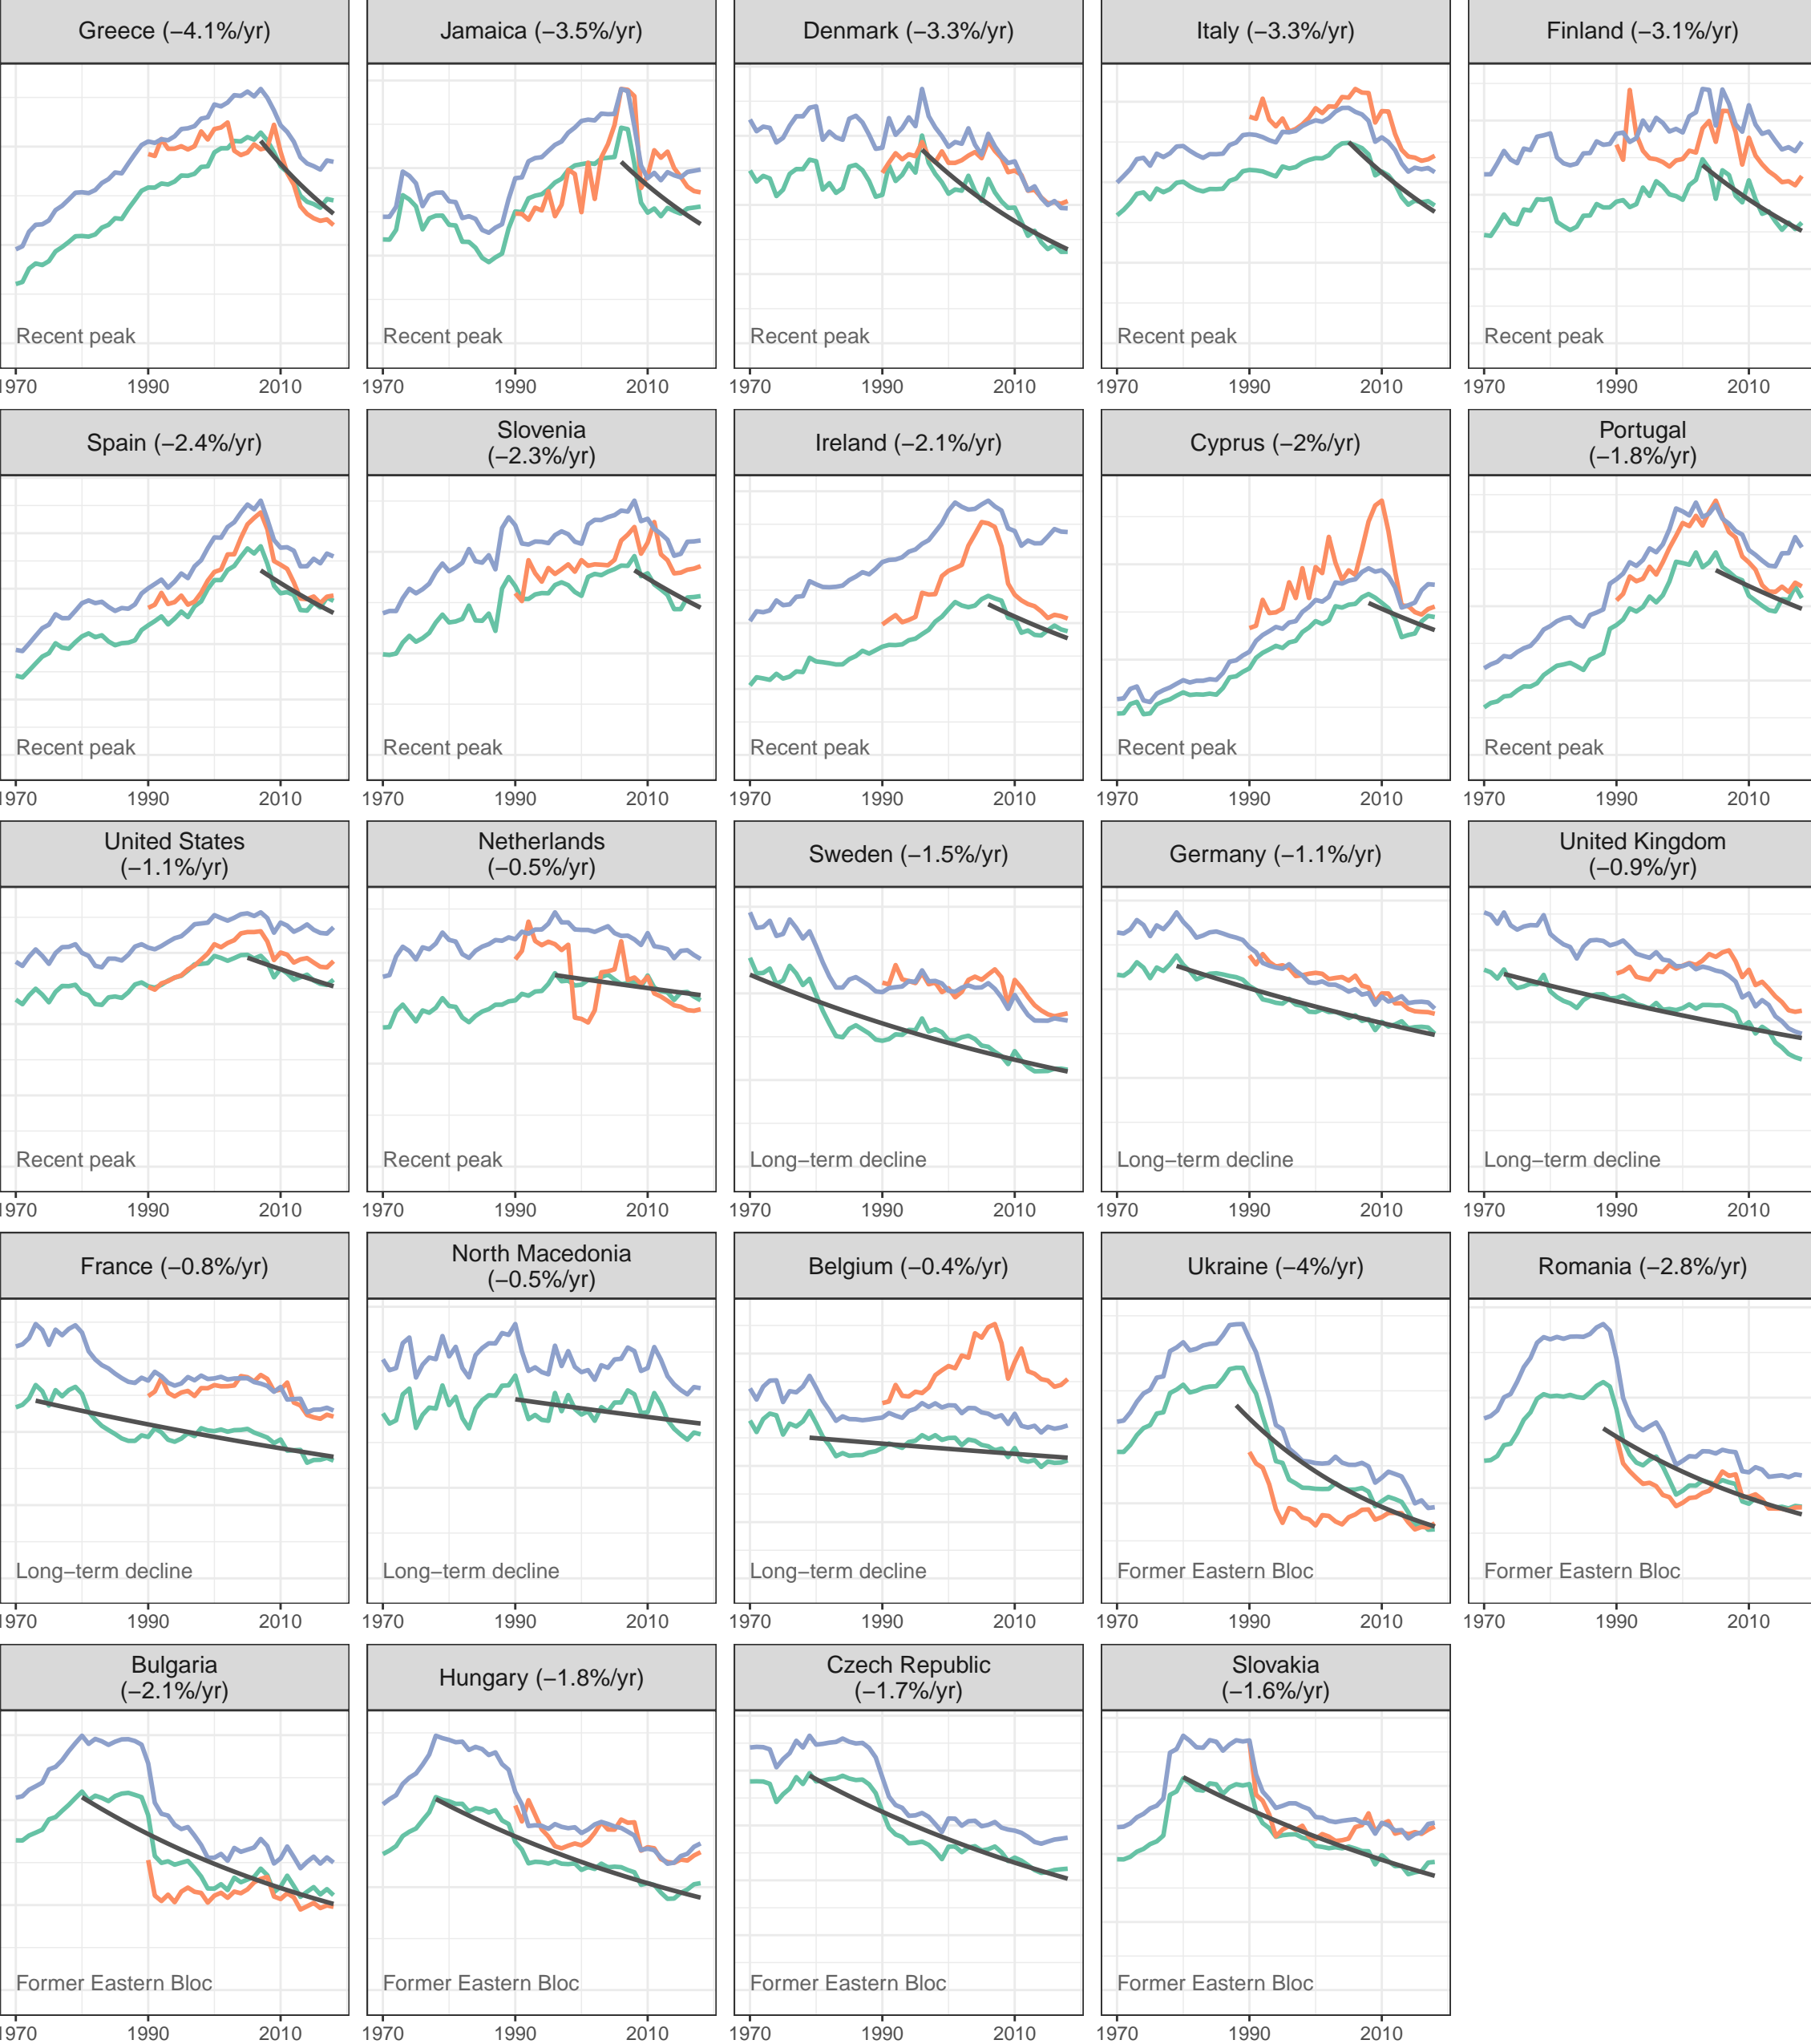 Greece (−4.1%/yr)
Jamaica (−3.5%/yr)
Denmark (−3.3%/yr)
Italy (−3.3%/yr)
Finland (−3.1%/yr)
Recent peak
Recent peak
Recent peak
Recent peak
Recent peak
1970 1990 2010
1970 1990 2010
1970 1990 2010
1970 1990 2010
1970 1990 2010
Spain (−2.4%/yr)
Slovenia
(−2.3%/yr)
Ireland (−2.1%/yr)
Cyprus (−2%/yr)
Portugal
(−1.8%/yr)
Recent peak
Recent peak
Recent peak
Recent peak
Recent peak
1970 1990 2010
1970 1990 2010
1970 1990 2010
1970 1990 2010
1970 1990 2010
United States
(−1.1%/yr)
Netherlands
(−0.5%/yr)
Sweden (−1.5%/yr)
Germany (−1.1%/yr)
United Kingdom
(−0.9%/yr)
Recent peak
Recent peak
Long−term decline
Long−term decline
Long−term decline
1970 1990 2010
1970 1990 2010
1970 1990 2010
1970 1990 2010
1970 1990 2010
France (−0.8%/yr)
North Macedonia
(−0.5%/yr)
Belgium (−0.4%/yr)
Ukraine (−4%/yr)
Romania (−2.8%/yr)
Long−term decline
Long−term decline
Long−term decline
Former Eastern Bloc
Former Eastern Bloc
1970 1990 2010
1970 1990 2010
1970 1990 2010
1970 1990 2010
1970 1990 2010
Bulgaria
(−2.1%/yr)
Hungary (−1.8%/yr)
Czech Republic
(−1.7%/yr)
Slovakia
(−1.6%/yr)
Former Eastern Bloc
Former Eastern Bloc
Former Eastern Bloc
Former Eastern Bloc
1970 1990 2010
1970 1990 2010
1970 1990 2010
1970 1990 2010